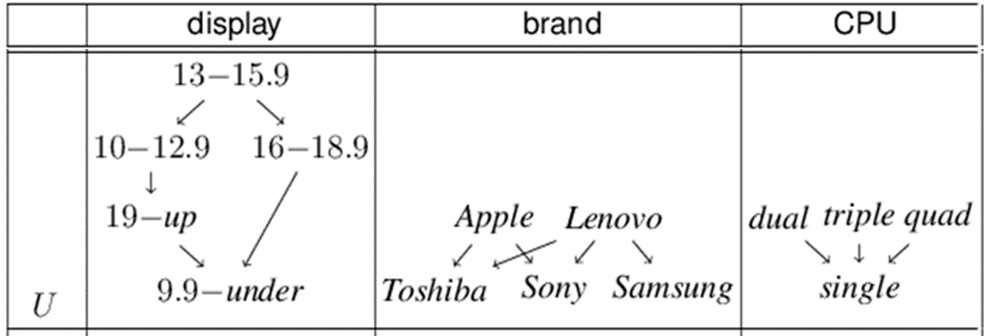 display brand CPU
13−15.9
10−12.9 16−18.9
19−up Apple Lenovo dual triple quad
U 9.9−under Toshiba Sony Samsung single